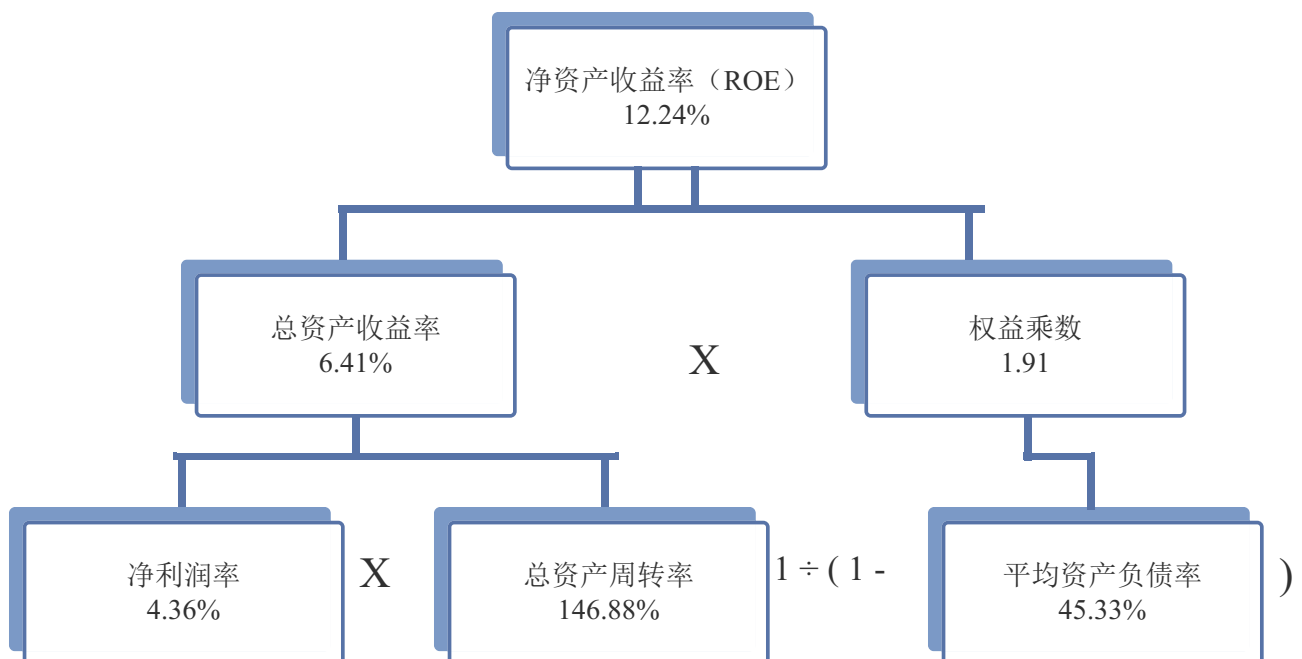 净资产收益率（ROE）
12.24%
总资产收益率
6.41%
X
权益乘数
1.91
净利润率
4.36%
X
总资产周转率
146.88%
1 ÷ ( 1 -
平均资产负债率
45.33%
)